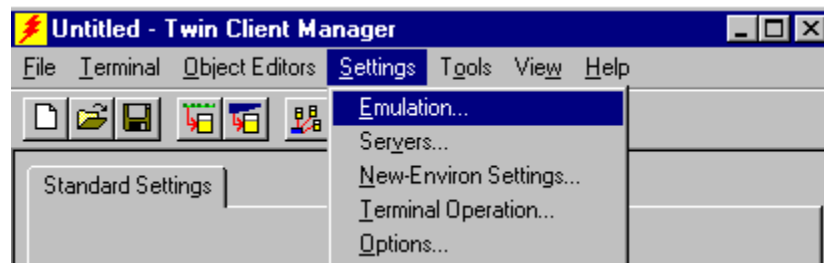 Untitled - Twin Client Manager
File Terminal Object Editors Settings Tools View Help
Emulation...
Servers...
Standard Settings
New-Environ Settings...
Terminal Operation...
Options...